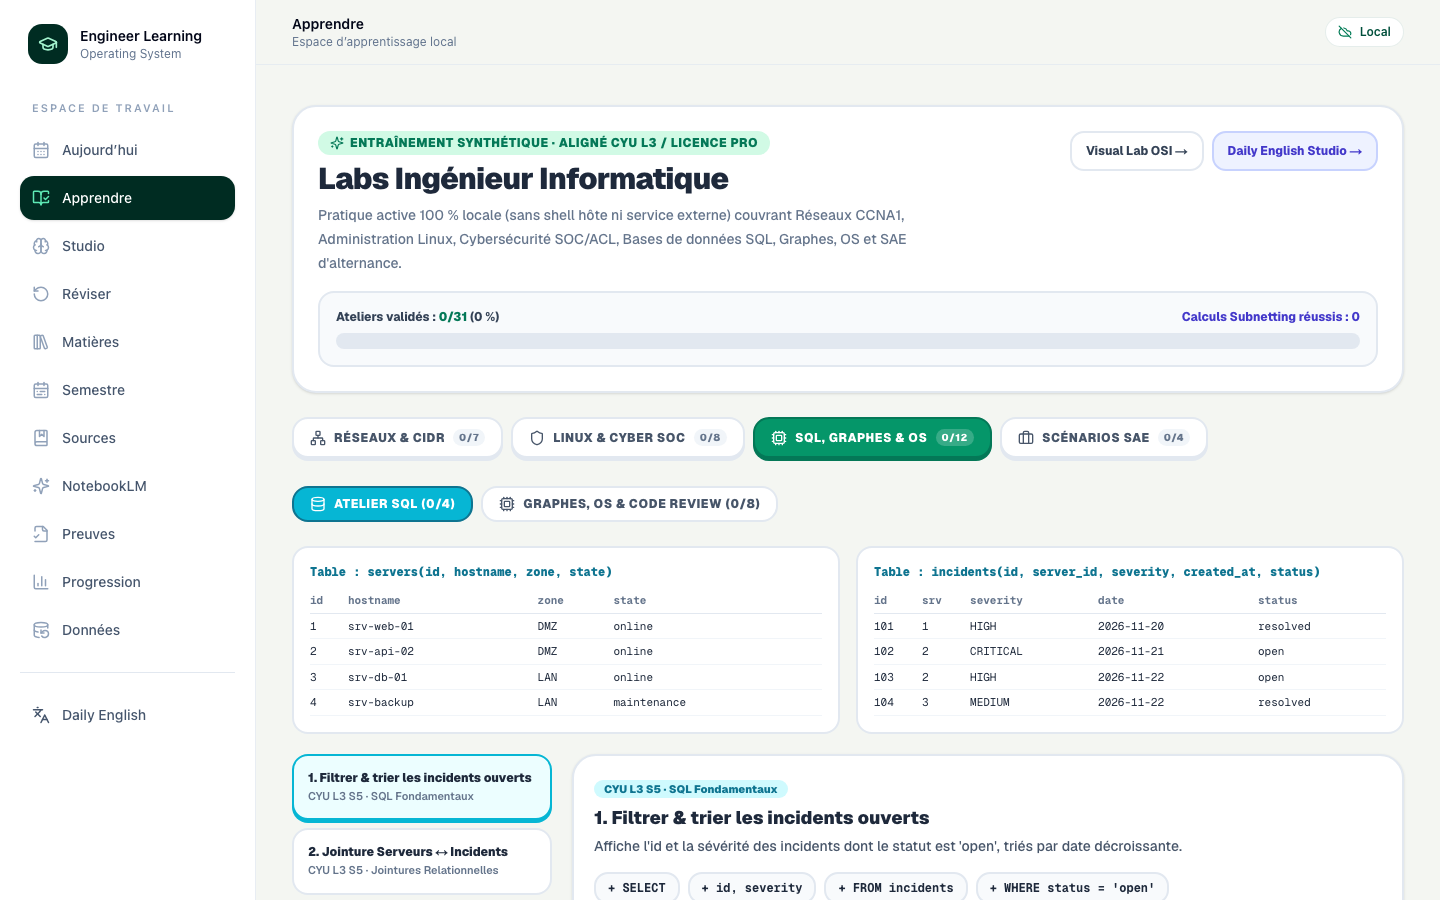 Engineer Learning
Operating System
ESPACE DE TRAVAIL
Aujourd'hui
Apprendre
Studio
Réviser
Matières
Semestre
Sources
NotebookLM
Preuves
Progression
Données
Daily English
Apprendre
Espace d'apprentissage local
Local
ENTRAÎNEMENT SYNTHÉTIQUE · ALIGNÉ CYU L3 / LICENCE PRO
Labs Ingénieur Informatique
Pratique active 100 % locale (sans shell hôte ni service externe) couvrant Réseaux CCNA1,
Administration Linux, Cybersécurité SOC/ACL, Bases de données SQL, Graphes, OS et SAE
d'alternance.
Visual Lab OSI →
Daily English Studio →
Ateliers validés : 0/31 (0 %)
Calculs Subnetting réussis : 0
RÉSEAUX & CIDR 0/7
LINUX & CYBER SOC 0/8
SQL, GRAPHES & OS 0/12
SCÉNARIOS SAE 0/4
ATELIER SQL (0/4)
GRAPHES, OS & CODE REVIEW (0/8)
Table : servers(id, hostname, zone, state)
id hostname zone state
1 srv-web-01 DMZ online
2 srv-api-02 DMZ online
3 srv-db-01 LAN online
4 srv-backup LAN maintenance
Table : incidents(id, server_id, severity, created_at, status)
id srv severity date status
101 1 HIGH 2026-11-20 resolved
102 2 CRITICAL 2026-11-21 open
103 2 HIGH 2026-11-22 open
104 3 MEDIUM 2026-11-22 resolved
1. Filtrer & trier les incidents ouverts
CYU L3 S5 · SQL Fondamentaux
2. Jointure Serveurs ↔ Incidents
CYU L3 S5 · Jointures Relationnelles
CYU L3 S5 · SQL Fondamentaux
1. Filtrer & trier les incidents ouverts
Affiche l'id et la sévérité des incidents dont le statut est 'open', triés par date décroissante.
+ SELECT
+ id, severity
+ FROM incidents
+ WHERE status = 'open'